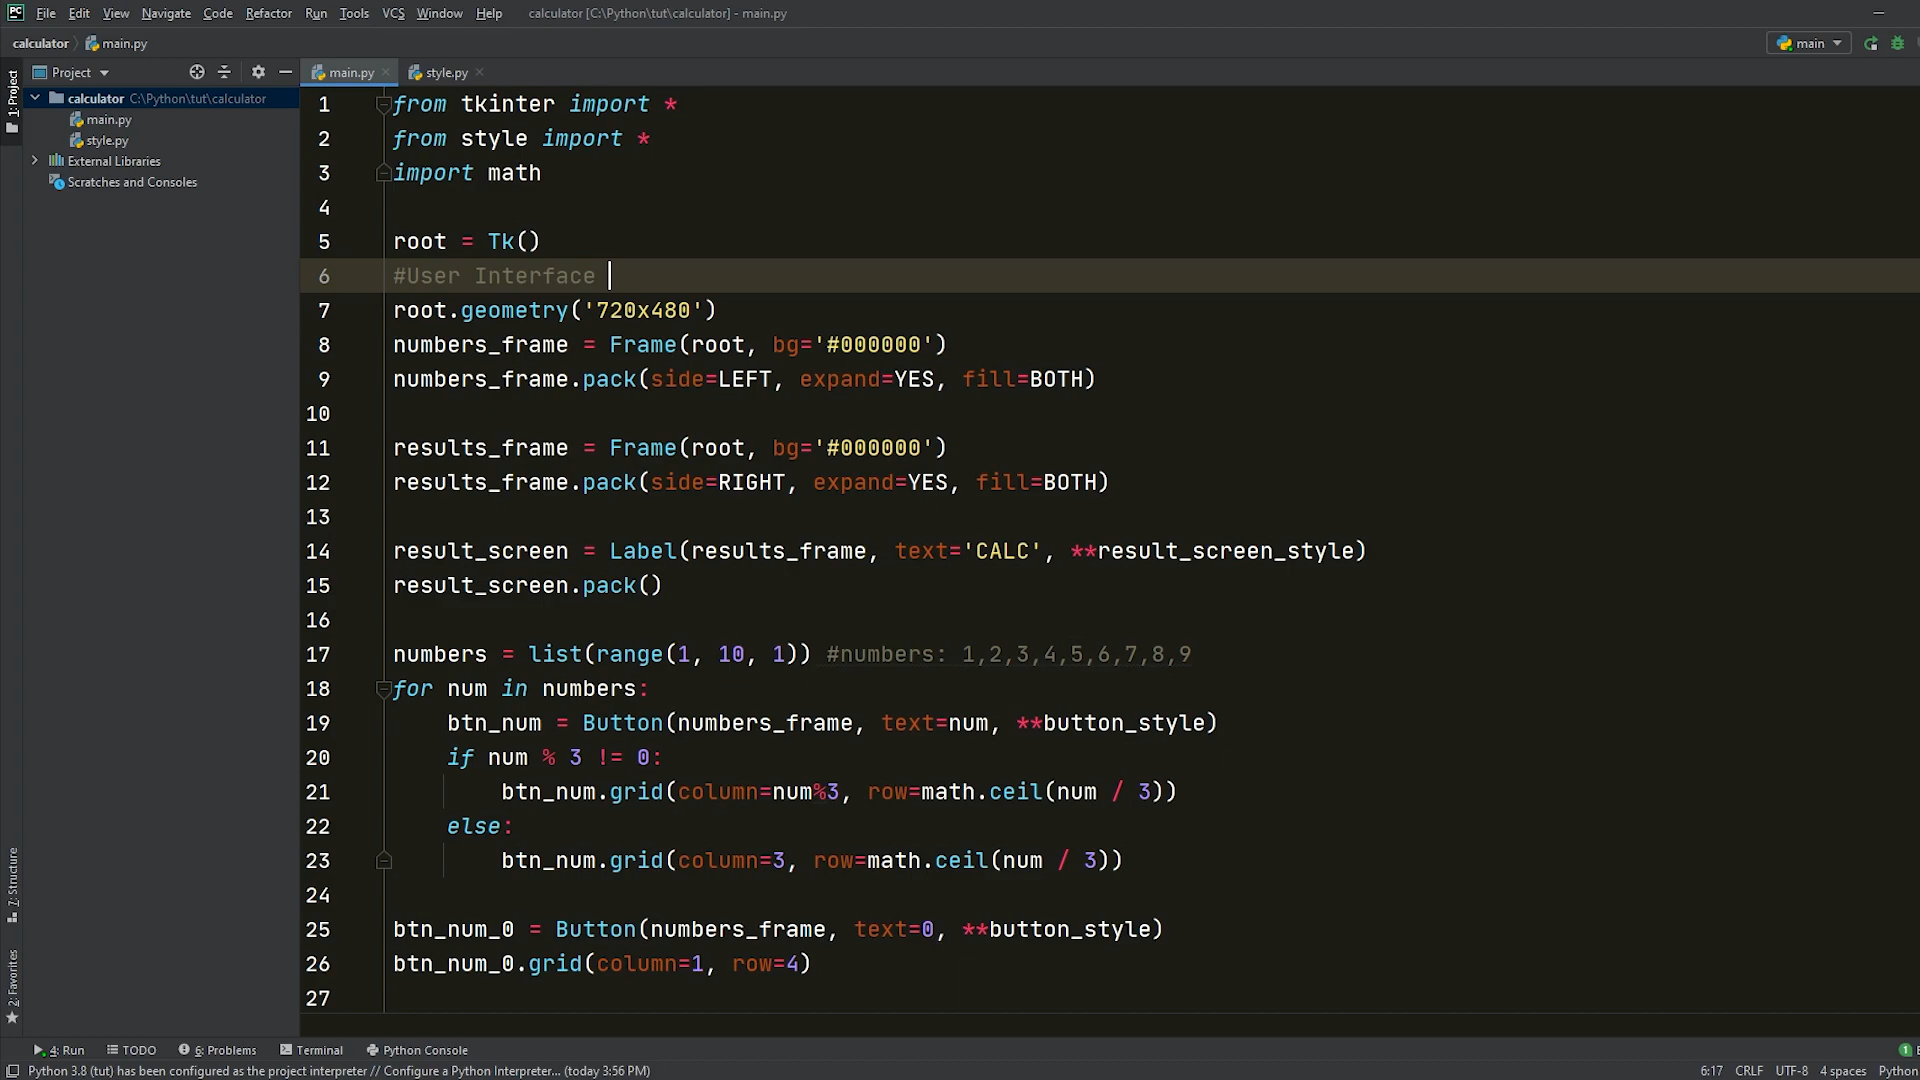 PC File Edit View Navigate Code Refactor Run Tools VCS Window Help calculator [C:\Python\tut\calculator] - main.py
calculator main.py main
1: Project
Project main.py style.py
calculator C:\Python\tut\calculator
main.py
style.py
External Libraries
Scratches and Consoles
7: Structure
2: Favorites
1 from tkinter import *
2 from style import *
3 import math
4
5 root = Tk()
6 #User Interface
7 root.geometry('720x480')
8 numbers_frame = Frame(root, bg='#000000')
9 numbers_frame.pack(side=LEFT, expand=YES, fill=BOTH)
10
11 results_frame = Frame(root, bg='#000000')
12 results_frame.pack(side=RIGHT, expand=YES, fill=BOTH)
13
14 result_screen = Label(results_frame, text='CALC', **result_screen_style)
15 result_screen.pack()
16
17 numbers = list(range(1, 10, 1)) #numbers: 1,2,3,4,5,6,7,8,9
18 for num in numbers:
19 btn_num = Button(numbers_frame, text=num, **button_style)
20 if num % 3 != 0:
21 btn_num.grid(column=num%3, row=math.ceil(num / 3))
22 else:
23 btn_num.grid(column=3, row=math.ceil(num / 3))
24
25 btn_num_0 = Button(numbers_frame, text=0, **button_style)
26 btn_num_0.grid(column=1, row=4)
27
4: Run TODO 6: Problems Terminal Python Console 1 E
Python 3.8 (tut) has been configured as the project interpreter // Configure a Python Interpreter... (today 3:56 PM) 6:17 CRLF UTF-8 4 spaces Python